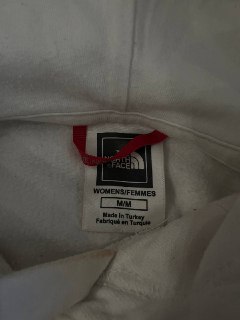 THE
NORTH
FACE
WOMENS/FEMMES
M/M
Made in Turkey
Fabriqué en Turquie